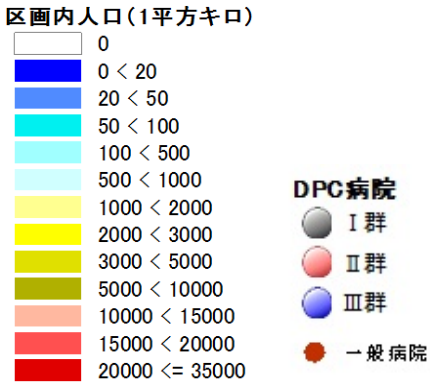 区画内人口(1平方キロ)
0
0 < 20
20 < 50
50 < 100
100 < 500
500 < 1000
1000 < 2000
2000 < 3000
3000 < 5000
5000 < 10000
10000 < 15000
15000 < 20000
20000 <= 35000
DPC病院
Ⅰ群
Ⅱ群
Ⅲ群
一般病院